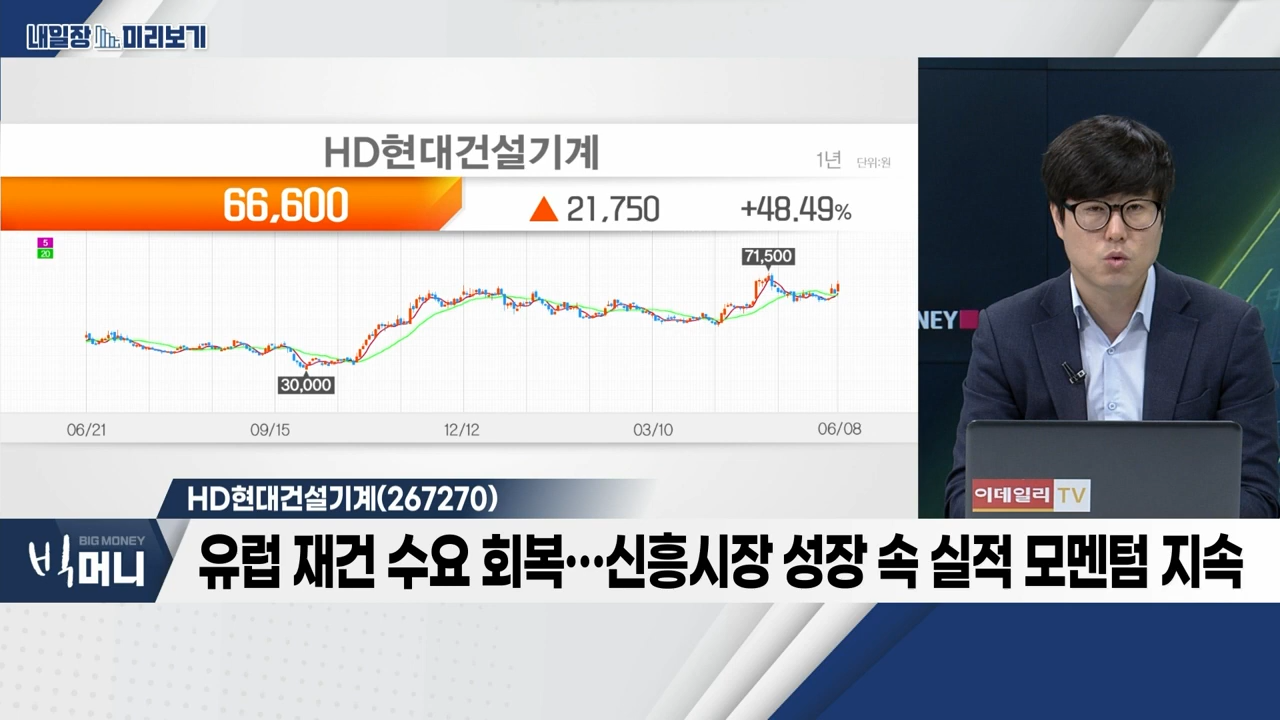 내일장 미리보기
HD현대건설기계
1년 단위:원
66,600 ▲ 21,750 +48.49%
5
20
71,500
30,000
06/21 09/15 12/12 03/10 06/08
NEY
이데일리 TV
HD현대건설기계(267270)
BIG MONEY
빅머니
유럽 재건 수요 회복…신흥시장 성장 속 실적 모멘텀 지속